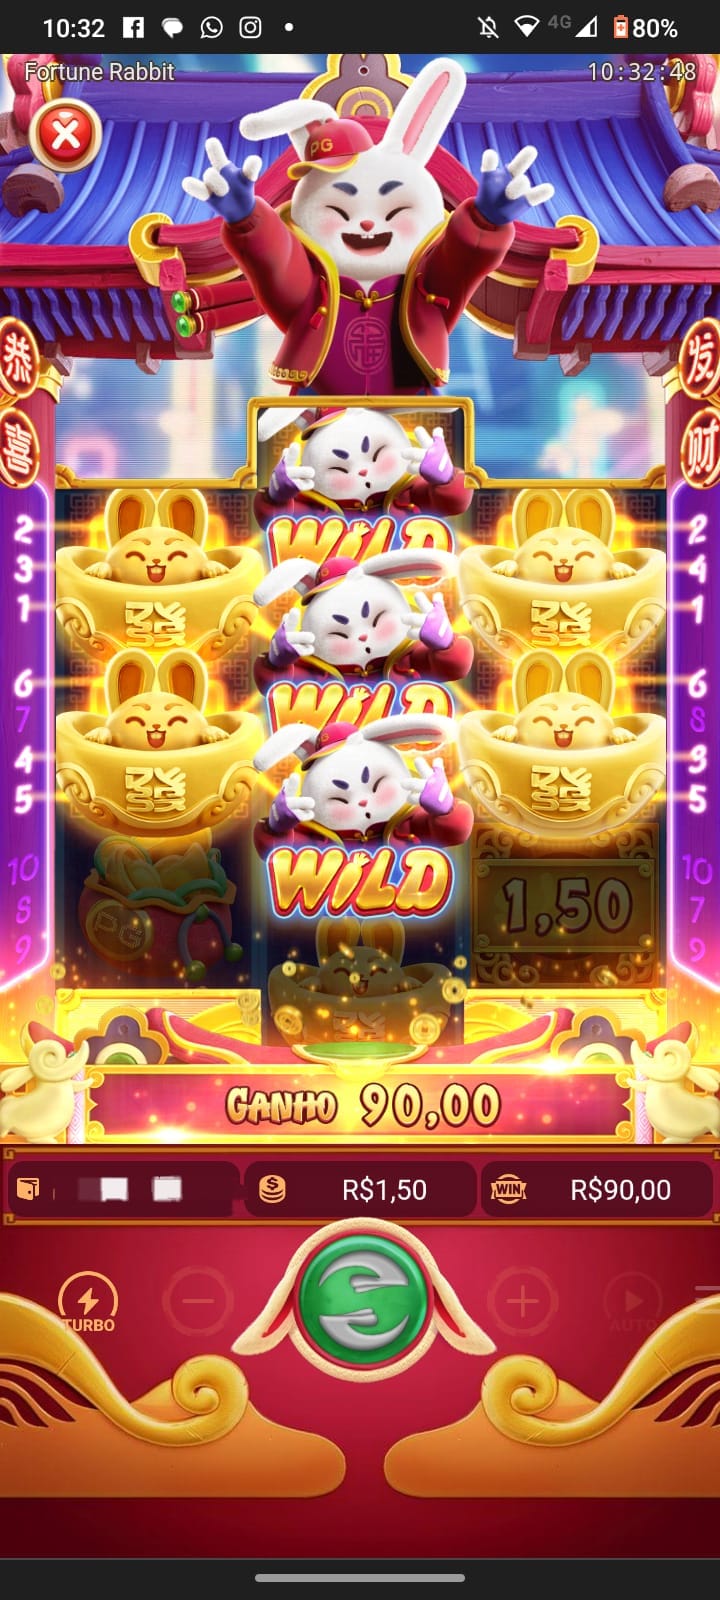 10:32
4G
80%
Fortune Rabbit
10:32:48
PG
恭 发
喜 财
WILD
WILD
WILD
2 2
3 4
1 1
6 6
7 8
4 3
5 5
10 10
8 7
9 9
發
發
發
發
PG
1,50
GANHO 90,00
R$1,50
WIN
R$90,00
TURBO
AUTO